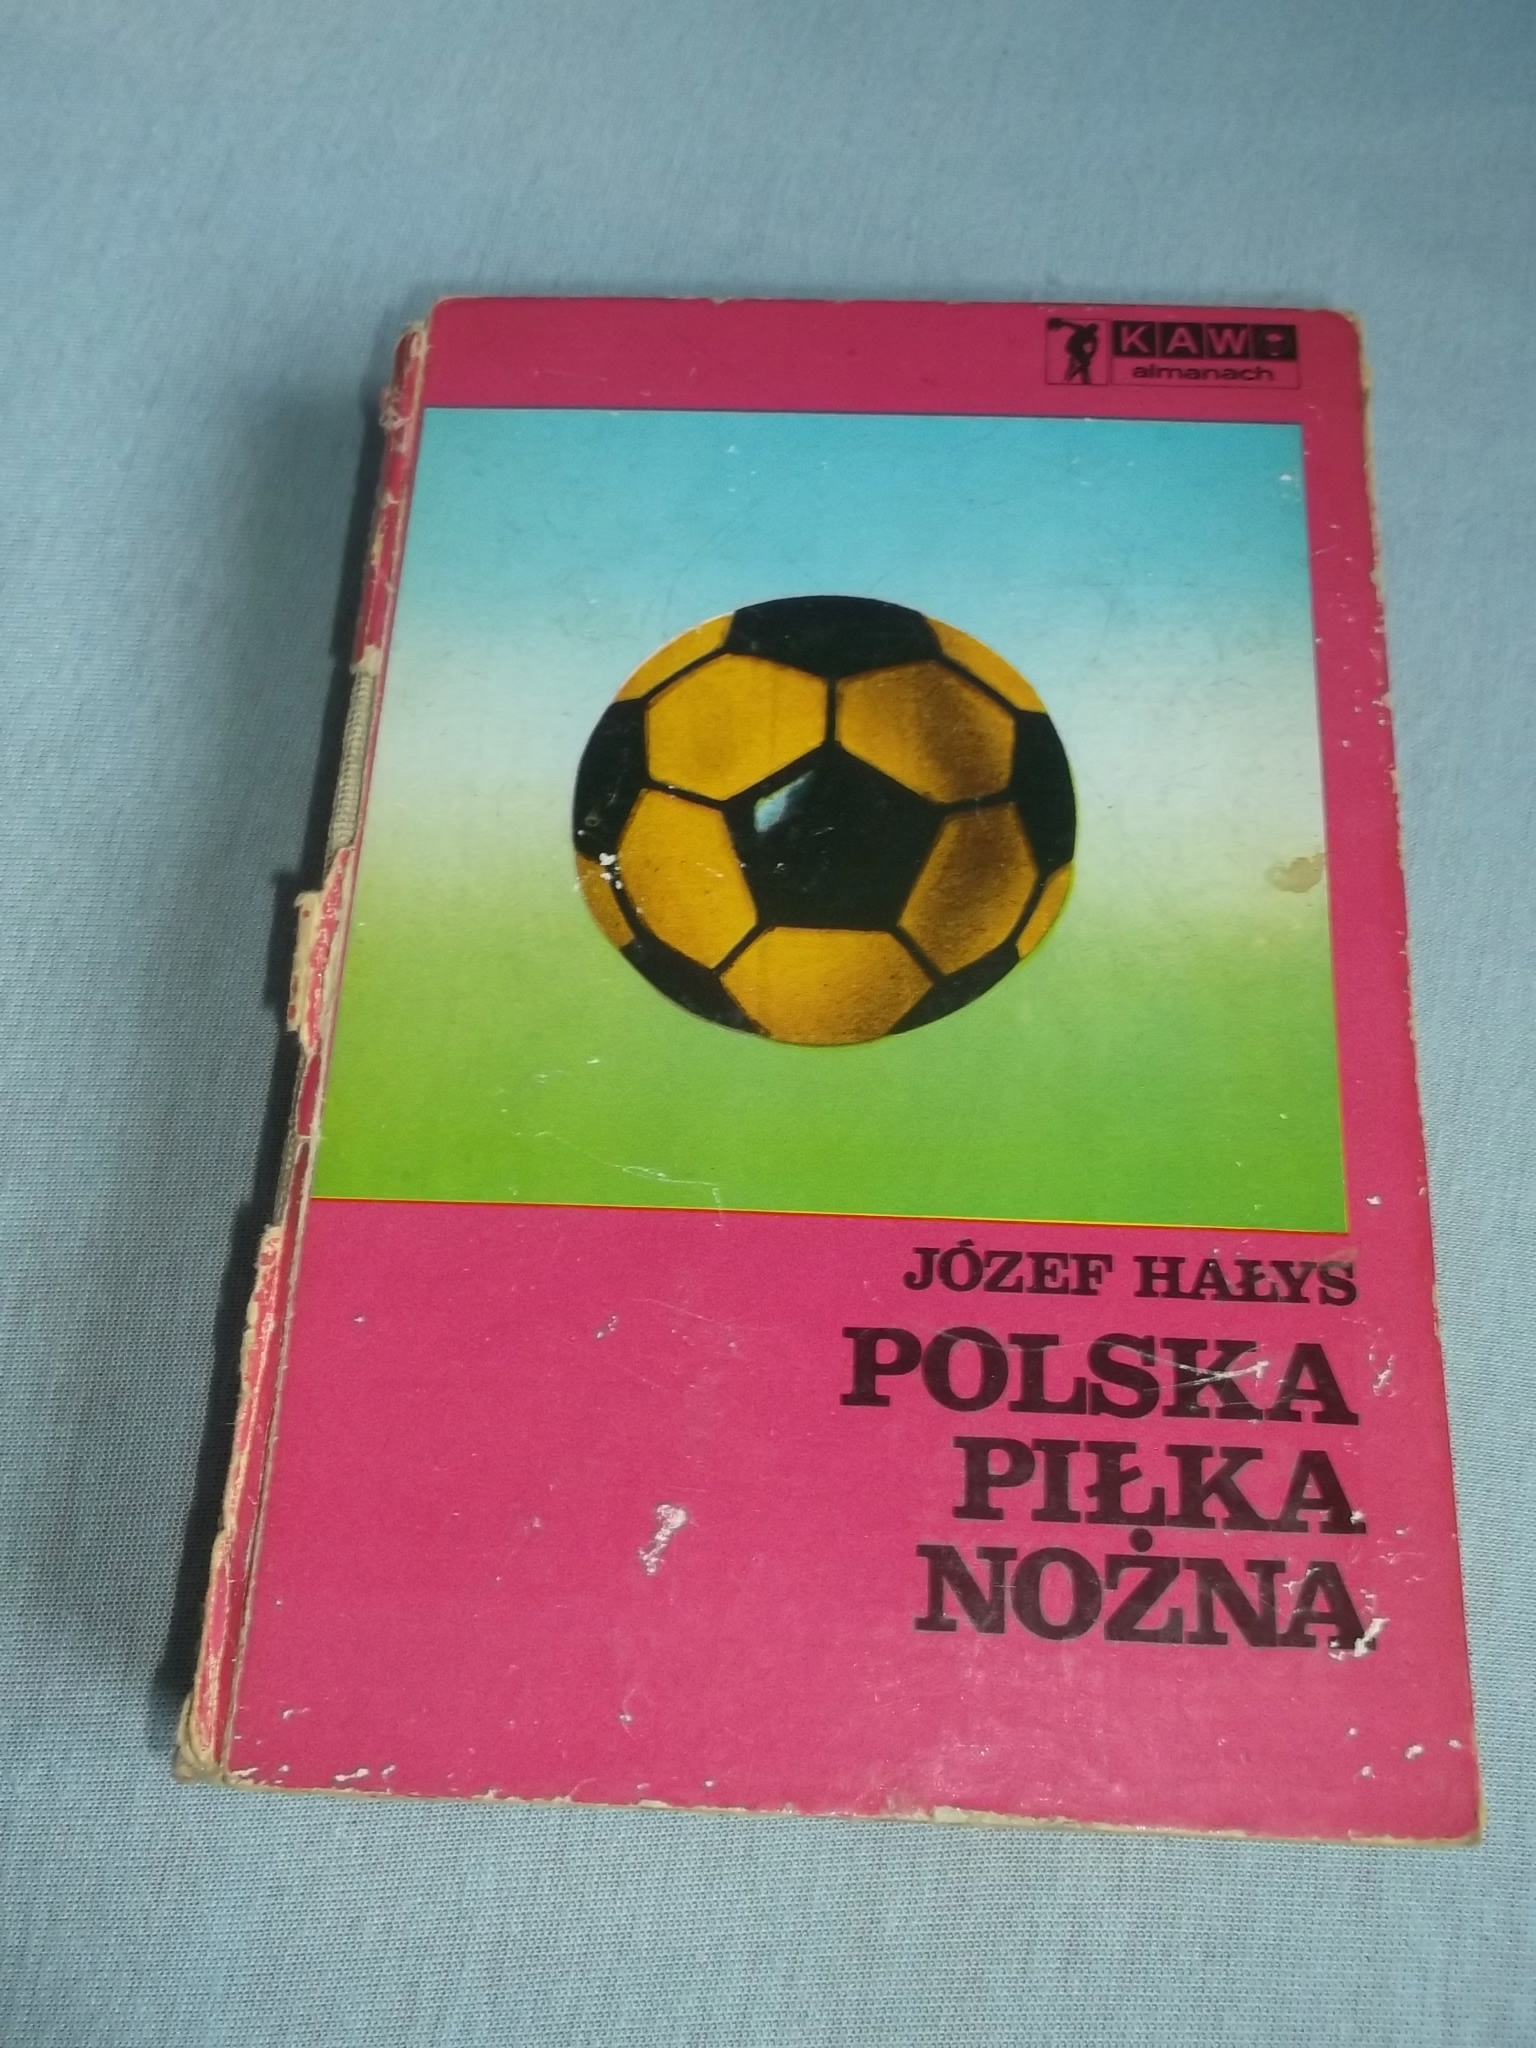 KAW
almanach
JÓZEF HAŁYS
POLSKA
PIŁKA
NOŻNA